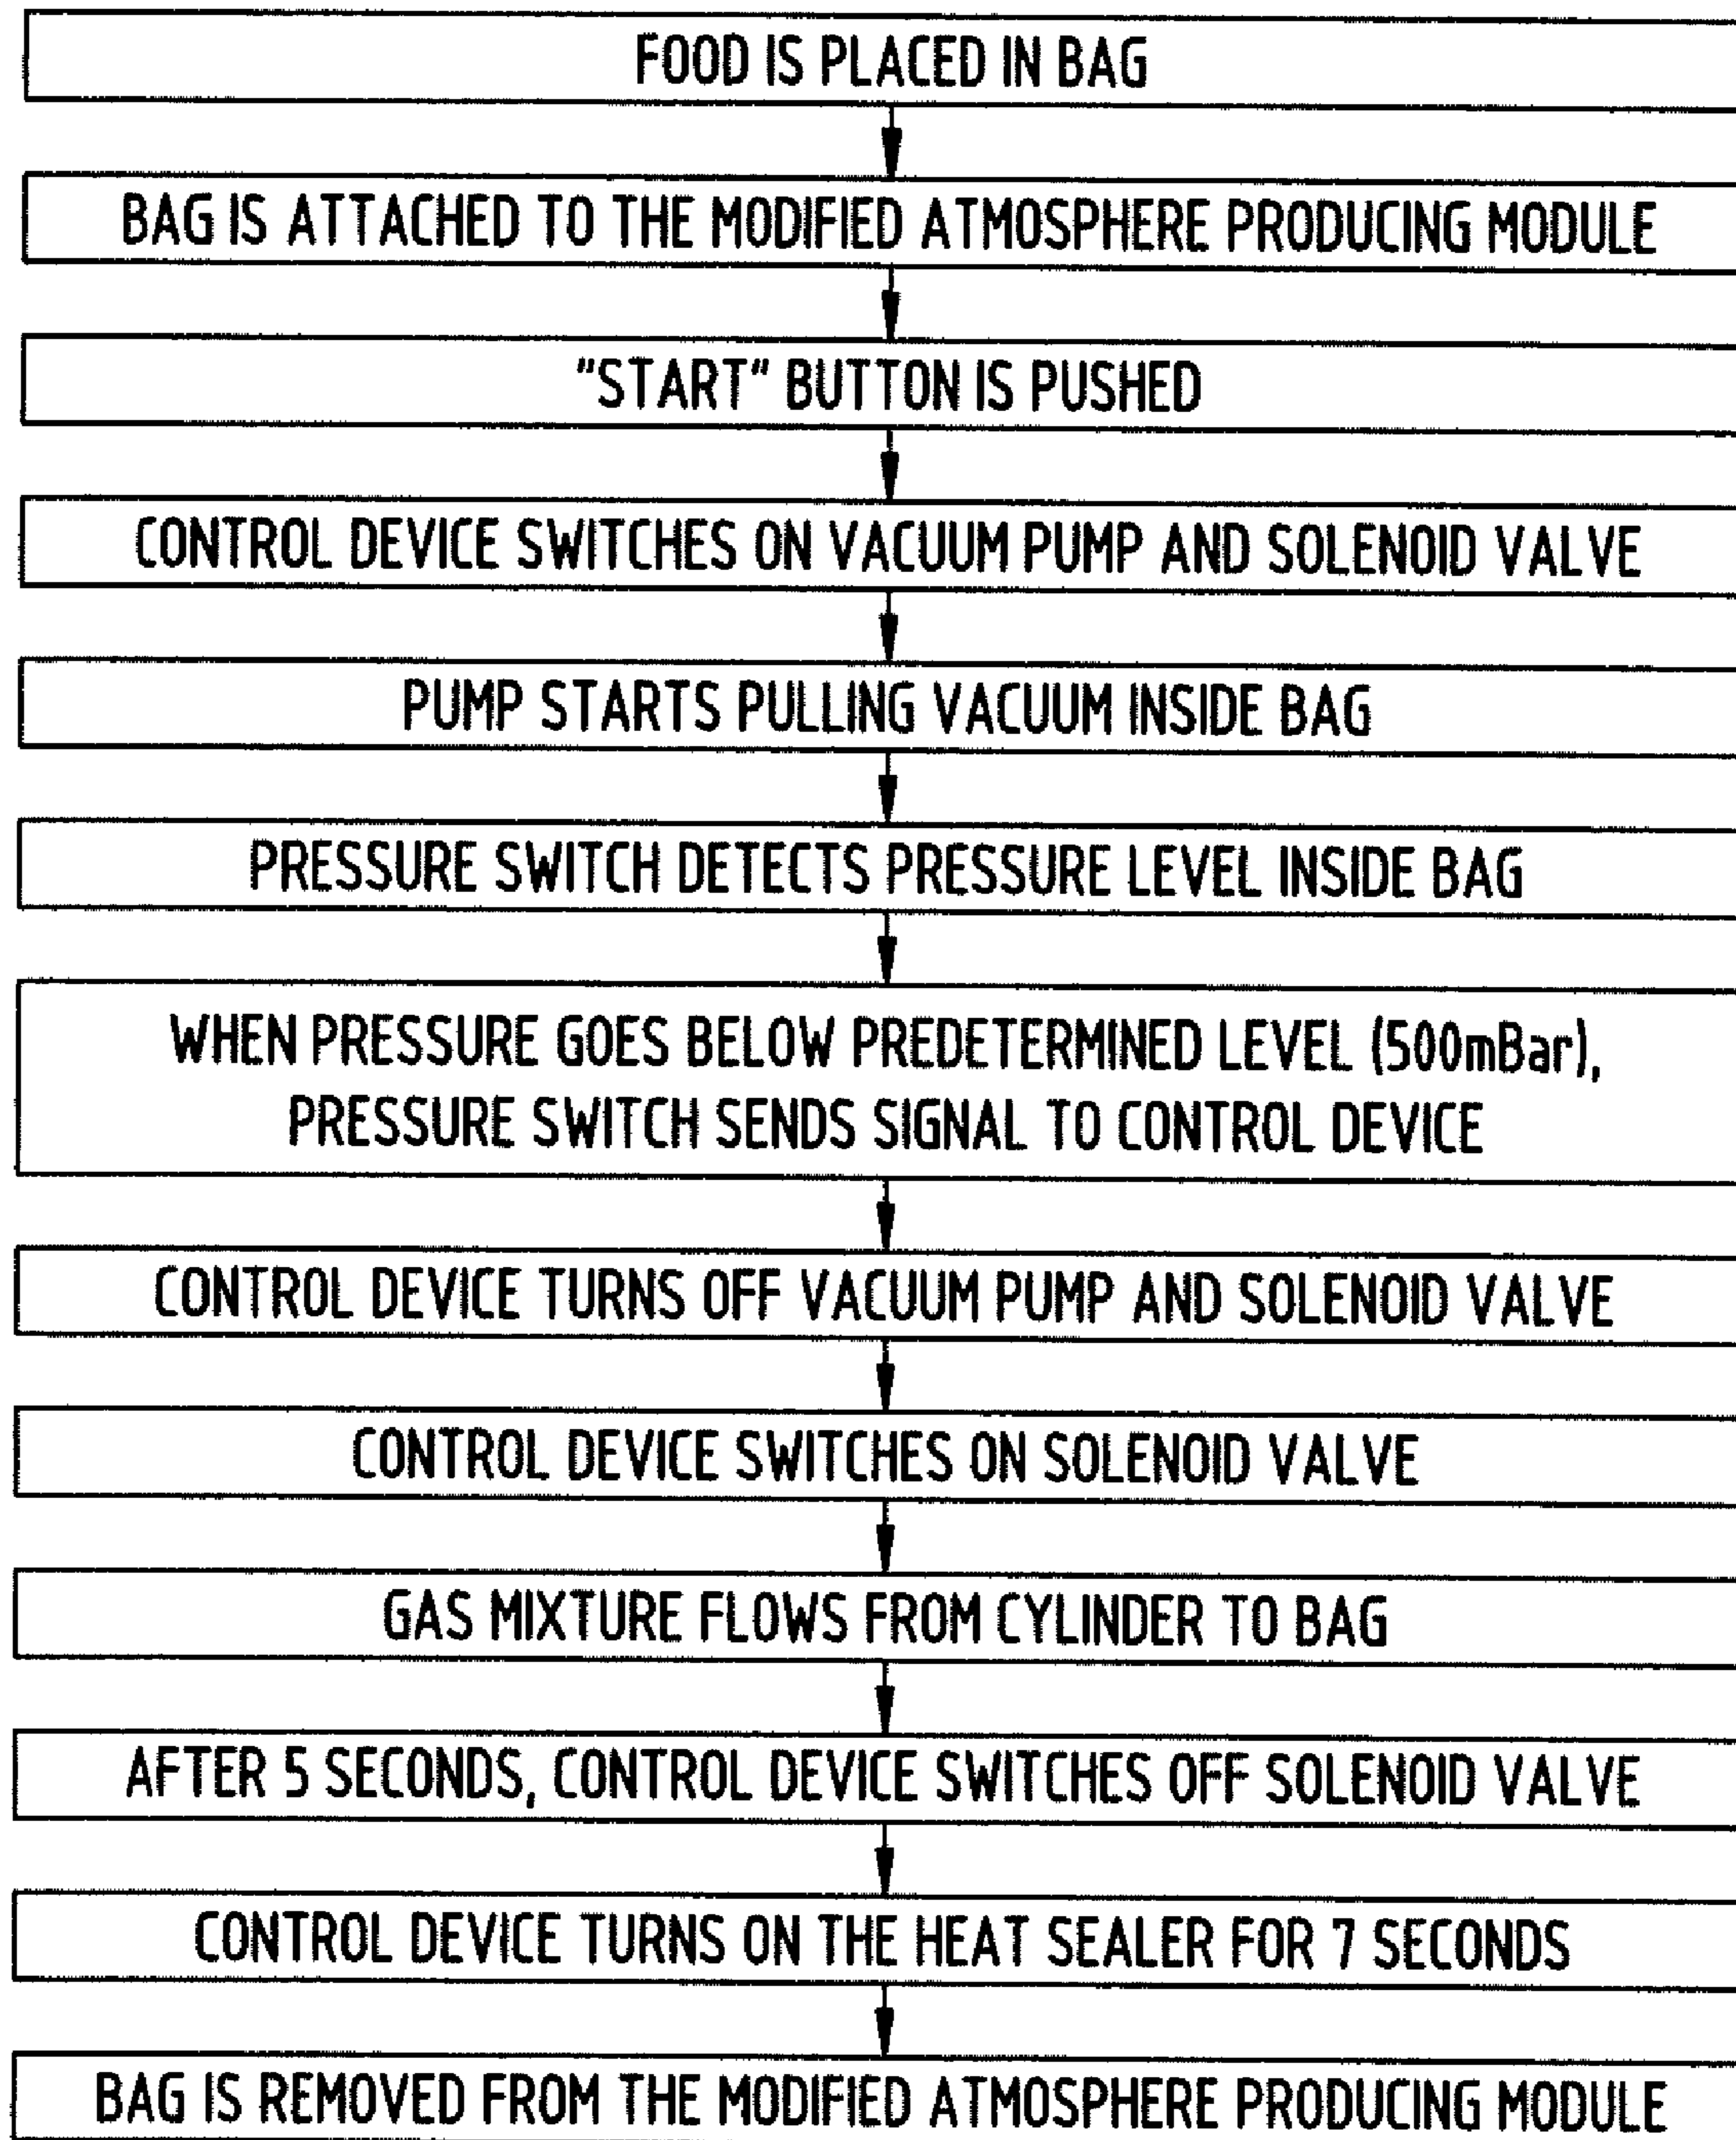 FOOD IS PLACED IN BAG
BAG IS ATTACHED TO THE MODIFIED ATMOSPHERE PRODUCING MODULE
"START" BUTTON IS PUSHED
CONTROL DEVICE SWITCHES ON VACUUM PUMP AND SOLENOID VALVE
PUMP STARTS PULLING VACUUM INSIDE BAG
PRESSURE SWITCH DETECTS PRESSURE LEVEL INSIDE BAG
WHEN PRESSURE GOES BELOW PREDETERMINED LEVEL (500mBar),
PRESSURE SWITCH SENDS SIGNAL TO CONTROL DEVICE
CONTROL DEVICE TURNS OFF VACUUM PUMP AND SOLENOID VALVE
CONTROL DEVICE SWITCHES ON SOLENOID VALVE
GAS MIXTURE FLOWS FROM CYLINDER TO BAG
AFTER 5 SECONDS, CONTROL DEVICE SWITCHES OFF SOLENOID VALVE
CONTROL DEVICE TURNS ON THE HEAT SEALER FOR 7 SECONDS
BAG IS REMOVED FROM THE MODIFIED ATMOSPHERE PRODUCING MODULE